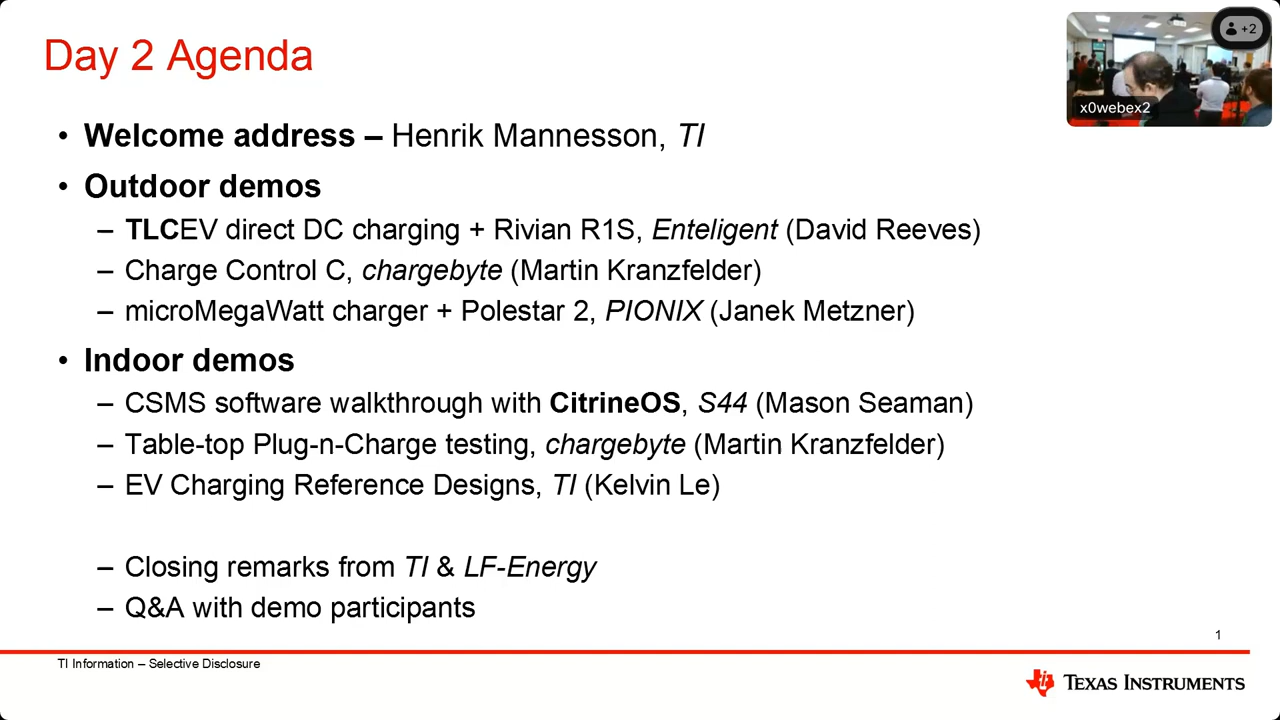 Day 2 Agenda
+2
x0webex2
• Welcome address – Henrik Mannesson, TI
• Outdoor demos
– TLCEV direct DC charging + Rivian R1S, Enteligent (David Reeves)
– Charge Control C, chargebyte (Martin Kranzfelder)
– microMegaWatt charger + Polestar 2, PIONIX (Janek Metzner)
• Indoor demos
– CSMS software walkthrough with CitrineOS, S44 (Mason Seaman)
– Table-top Plug-n-Charge testing, chargebyte (Martin Kranzfelder)
– EV Charging Reference Designs, TI (Kelvin Le)
– Closing remarks from TI & LF-Energy
– Q&A with demo participants
1
TI Information – Selective Disclosure
TEXAS INSTRUMENTS